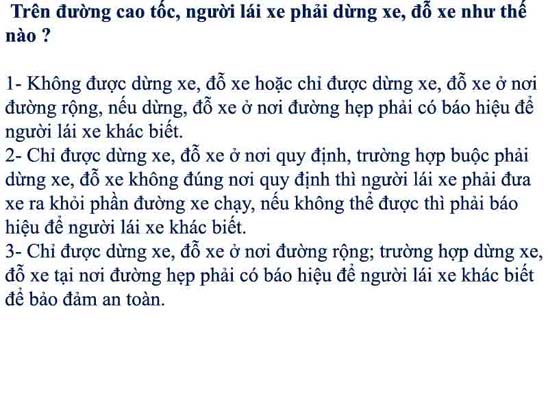 Trên đường cao tốc, người lái xe phải dừng xe, đỗ xe như thế
nào ?
1- Không được dừng xe, đỗ xe hoặc chỉ được dừng xe, đỗ xe ở nơi
đường rộng, nếu dừng, đỗ xe ở nơi đường hẹp phải có báo hiệu để
người lái xe khác biết.
2- Chỉ được dừng xe, đỗ xe ở nơi quy định, trường hợp buộc phải
dừng xe, đỗ xe không đúng nơi quy định thì người lái xe phải đưa
xe ra khỏi phần đường xe chạy, nếu không thể được thì phải báo
hiệu để người lái xe khác biết.
3- Chỉ được dừng xe, đỗ xe ở nơi đường rộng; trường hợp dừng xe,
đỗ xe tại nơi đường hẹp phải có báo hiệu để người lái xe khác biết
để bảo đảm an toàn.